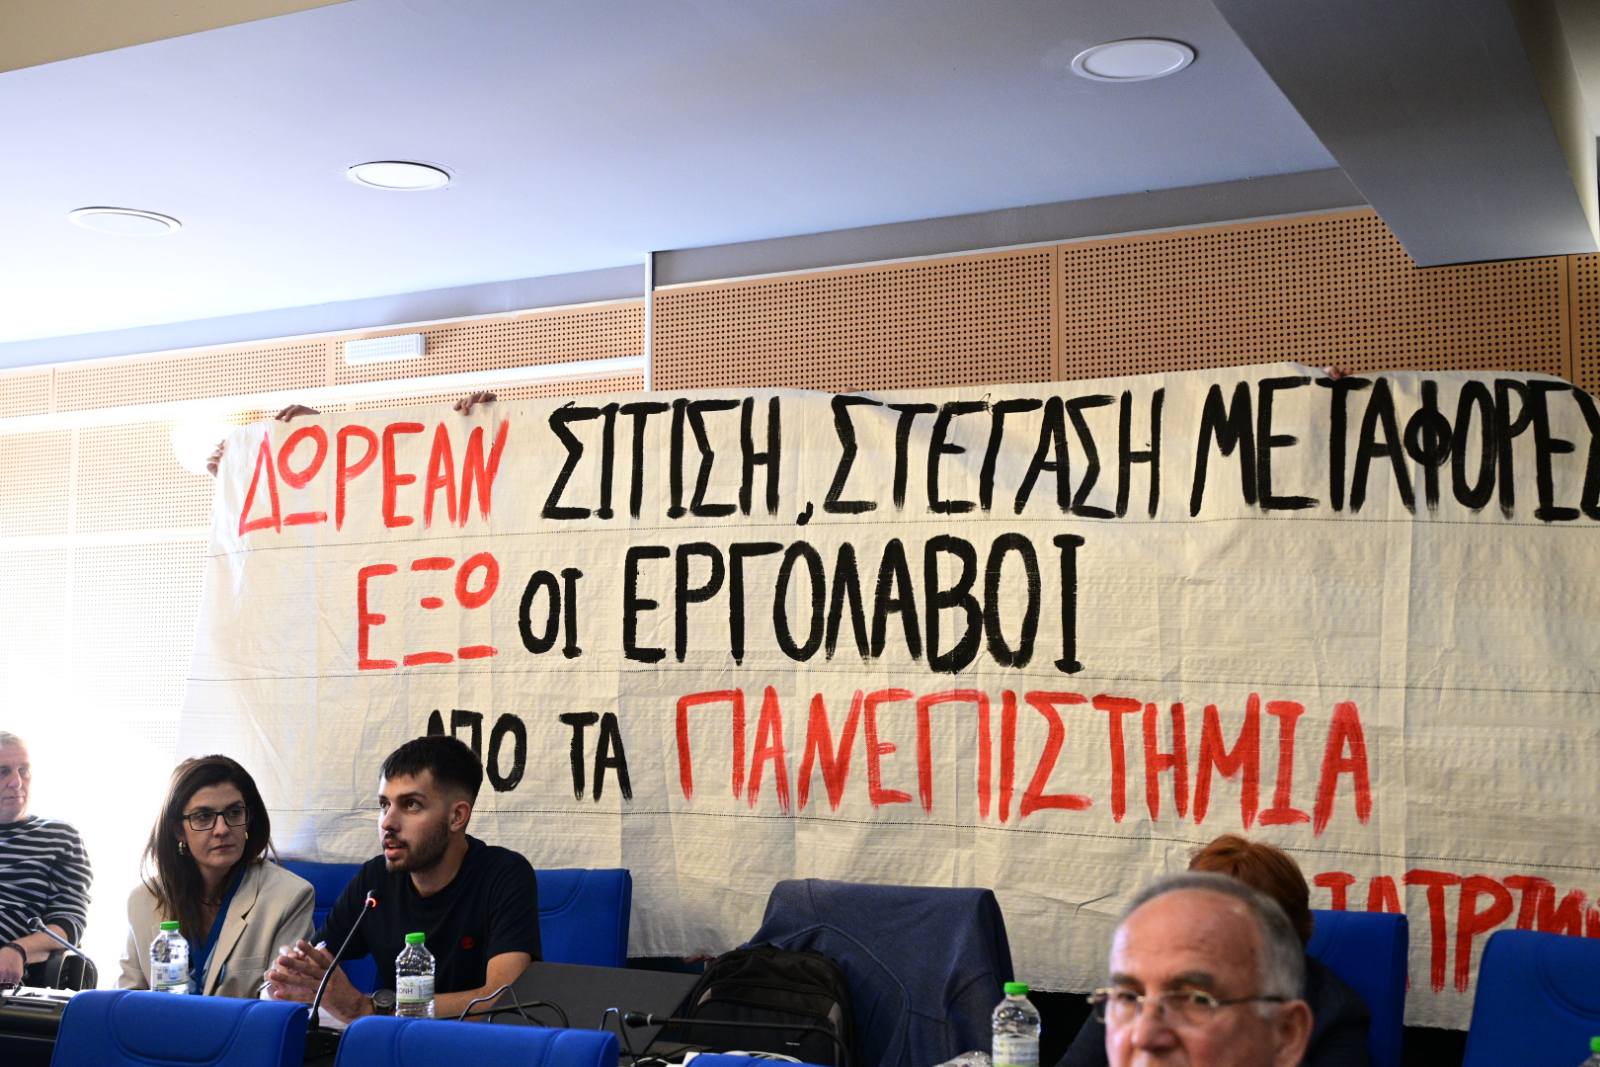 ΔΩΡΕΑΝ ΣΙΤΙΣΗ, ΣΤΕΓΑΣΗ ΜΕΤΑΦΟΡΕΣ
ΕΞΩ ΟΙ ΕΡΓΟΛΑΒΟΙ
ΑΠΟ ΤΑ ΠΑΝΕΠΙΣΤΗΜΙΑ